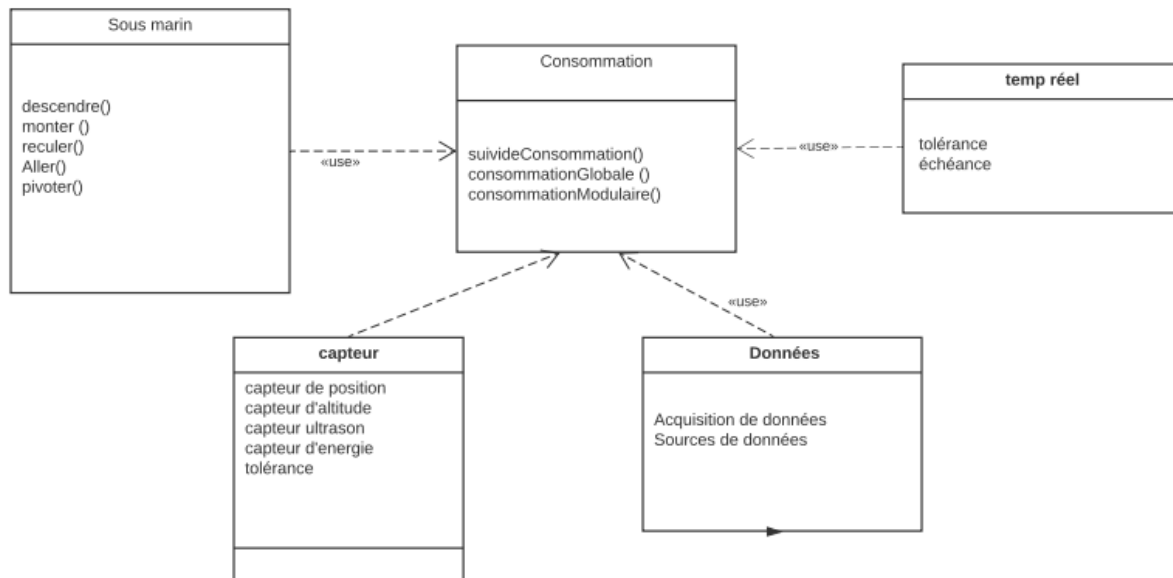 Sous marin
descendre()
monter ()
reculer()
Aller()
pivoter()
«use»
Consommation
suivideConsommation()
consommationGlobale ()
consommationModulaire()
«use»
temp réel
tolérance
échéance
«use»
capteur
capteur de position
capteur d'altitude
capteur ultrason
capteur d'energie
tolérance
Données
Acquisition de données
Sources de données